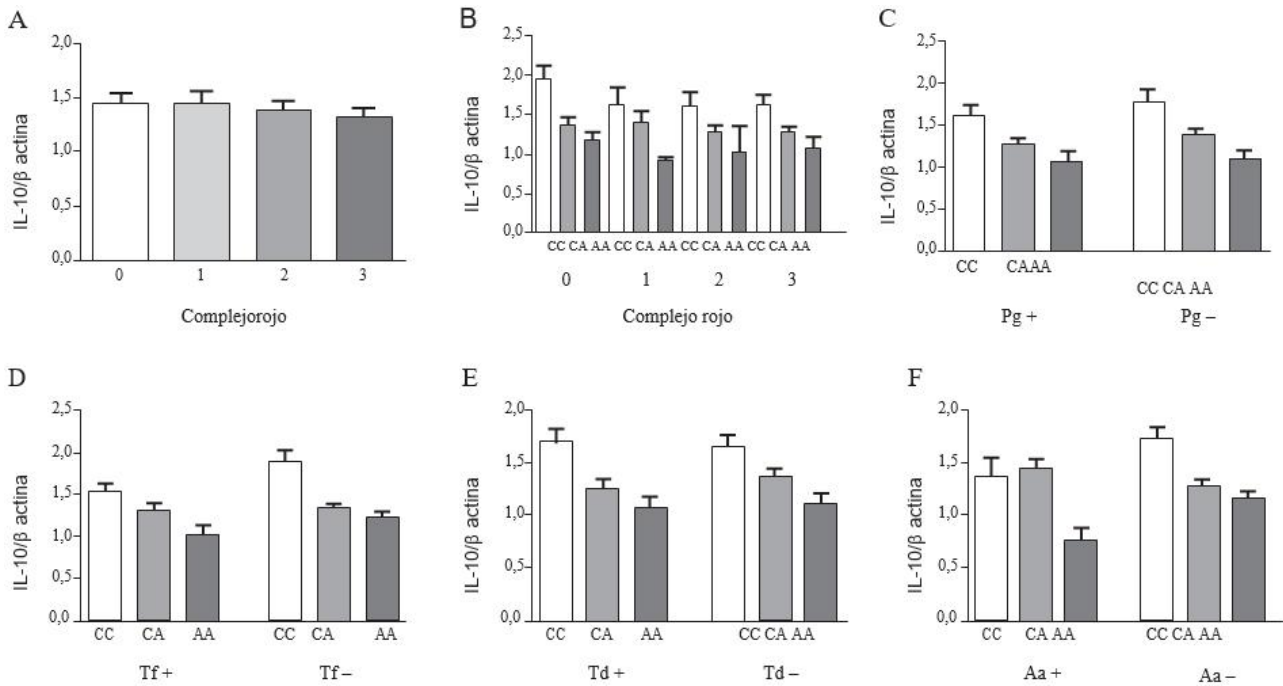 A
IL-10/β actina
2,0
1,5
1,0
0,5
0,0
0 1 2 3
Complejorojo
B
IL-10/β actina
2,5
2,0
1,5
1,0
0,5
0,0
CC CA AA CC CA AA CC CA AA CC CA AA
0 1 2 3
Complejo rojo
C
IL-10/β actina
2,5
2,0
1,5
1,0
0,5
0,0
CC CAAA
CC CA AA
Pg + Pg –
D
IL-10/β actina
2,5
2,0
1,5
1,0
0,5
0,0
CC CA AA CC CA AA
Tf + Tf –
E
IL-10/β actina
2,0
1,5
1,0
0,5
0,0
CC CA AA CC CA AA
Td + Td –
F
IL-10/β actina
2,0
1,5
1,0
0,5
0,0
CC CA AA CC CA AA
Aa + Aa –